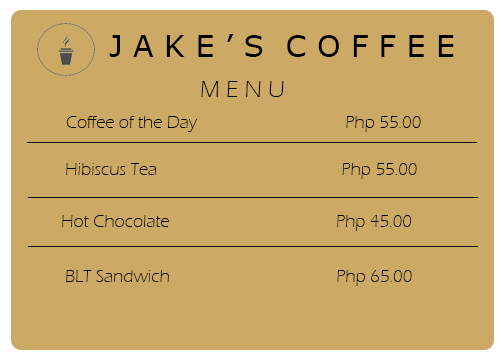 JAKE'S COFFEE
MENU
Coffee of the Day Php 55.00
Hibiscus Tea Php 55.00
Hot Chocolate Php 45.00
BLT Sandwich Php 65.00